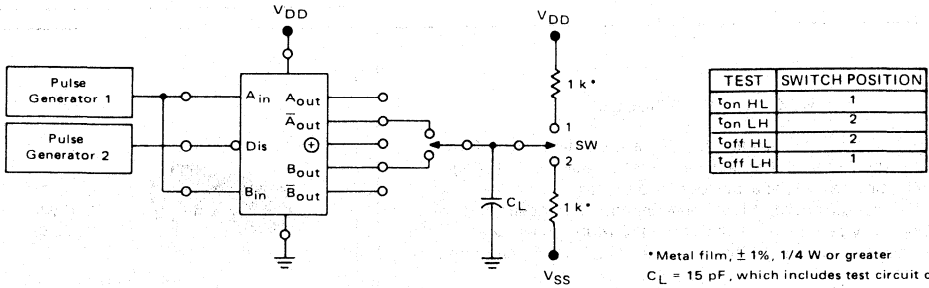 VDD
Pulse
Generator 1
Pulse
Generator 2
Ain
Dis
Bin
Aout
A̅out
⊕
Bout
B̅out
CL
VDD
1 k*
1
SW
2
1 k*
VSS
TEST SWITCH POSITION
ton HL 1
ton LH 2
toff HL 2
toff LH 1
*Metal film, ± 1%, 1/4 W or greater
CL = 15 pF, which includes test circuit